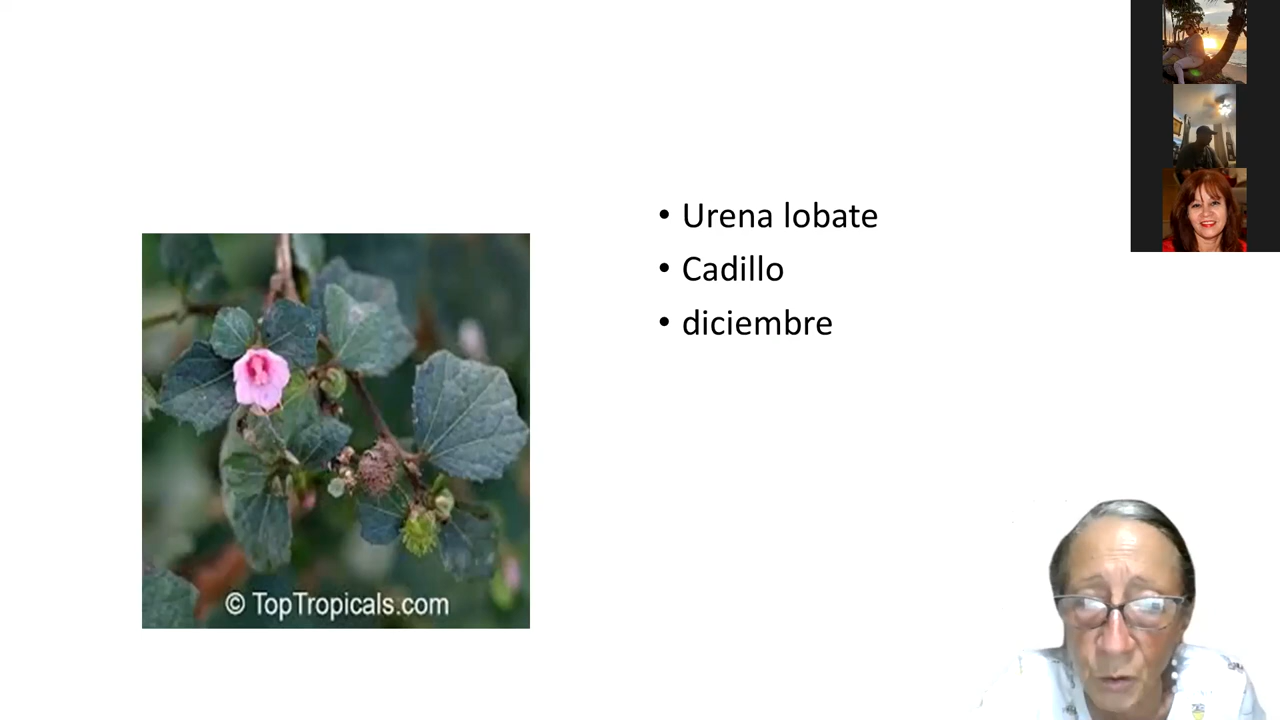 • Urena lobate
• Cadillo
• diciembre
© TopTropicals.com